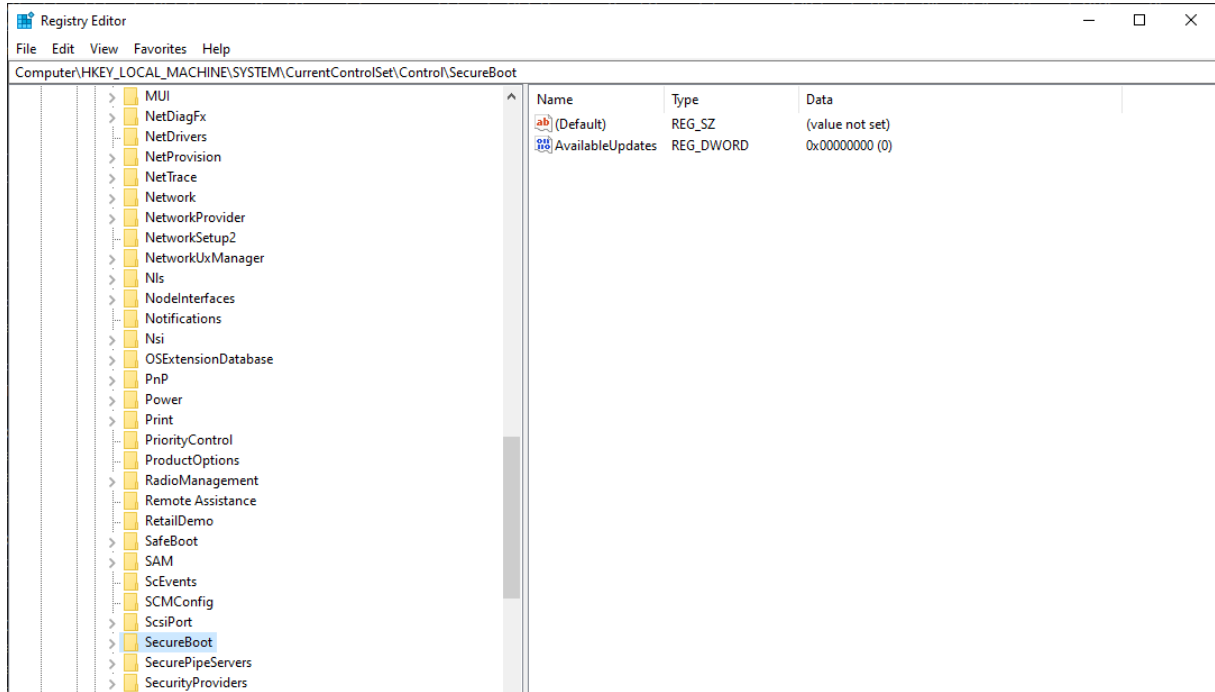 Registry Editor
File Edit View Favorites Help
Computer\HKEY_LOCAL_MACHINE\SYSTEM\CurrentControlSet\Control\SecureBoot
MUI
NetDiagFx
NetDrivers
NetProvision
NetTrace
Network
NetworkProvider
NetworkSetup2
NetworkUxManager
Nls
NodeInterfaces
Notifications
Nsi
OSExtensionDatabase
PnP
Power
Print
PriorityControl
ProductOptions
RadioManagement
Remote Assistance
RetailDemo
SafeBoot
SAM
ScEvents
SCMConfig
ScsiPort
SecureBoot
SecurePipeServers
SecurityProviders
Name Type Data
(Default) REG_SZ (value not set)
AvailableUpdates REG_DWORD 0x00000000 (0)